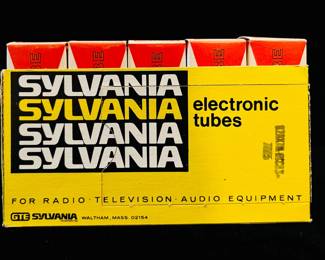 SYLVANIA
SYLVANIA
SYLVANIA
SYLVANIA
electronic
tubes
FOR RADIO · TELEVISION · AUDIO EQUIPMENT
GTE SYLVANIA WALTHAM, MASS. 02154